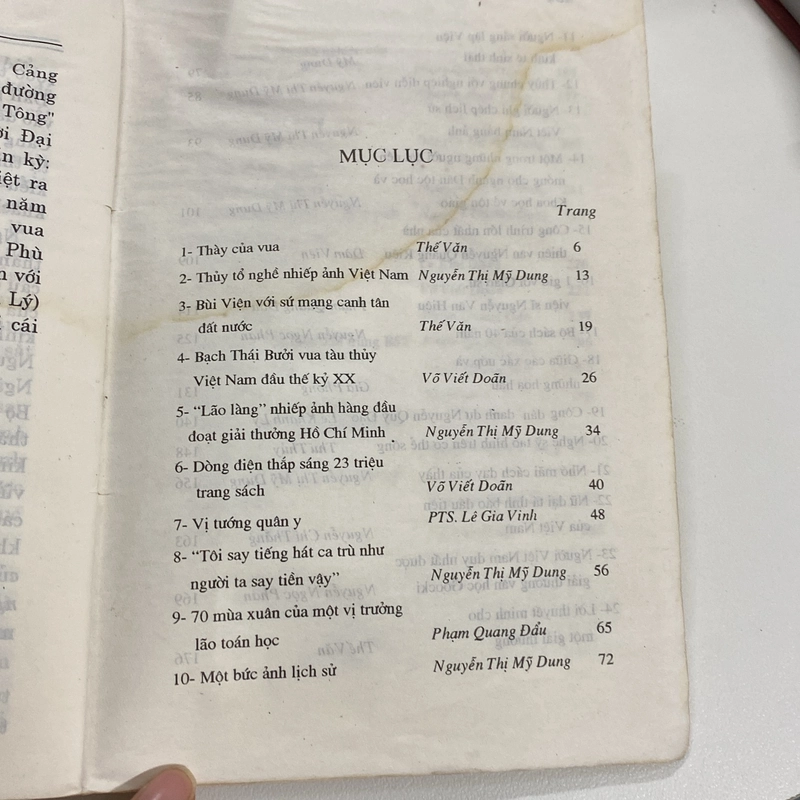 Cảng
đường
Tông"
Đại
kỳ:
ra
năm
vua
Phù
với
Lý)
cái
MỤC LỤC
Trang
1- Thày của vua Thế Văn 6
2- Thủy tổ nghề nhiếp ảnh Việt Nam Nguyễn Thị Mỹ Dung 13
3- Bùi Viện với sứ mạng canh tân
đất nước Thế Văn 19
4- Bạch Thái Bưởi vua tàu thủy
Việt Nam đầu thế kỷ XX Võ Viết Doãn 26
5- “Lão làng” nhiếp ảnh hàng đầu
đoạt giải thưởng Hồ Chí Minh Nguyễn Thị Mỹ Dung 34
6- Dòng điện thắp sáng 23 triệu
trang sách Võ Viết Doãn 40
7- Vị tướng quân y PTS. Lê Gia Vinh 48
8- “Tôi say tiếng hát ca trù như
người ta say tiền vậy” Nguyễn Thị Mỹ Dung 56
9- 70 mùa xuân của một vị trưởng
lão toán học Phạm Quang Đẩu 65
10- Một bức ảnh lịch sử Nguyễn Thị Mỹ Dung 72